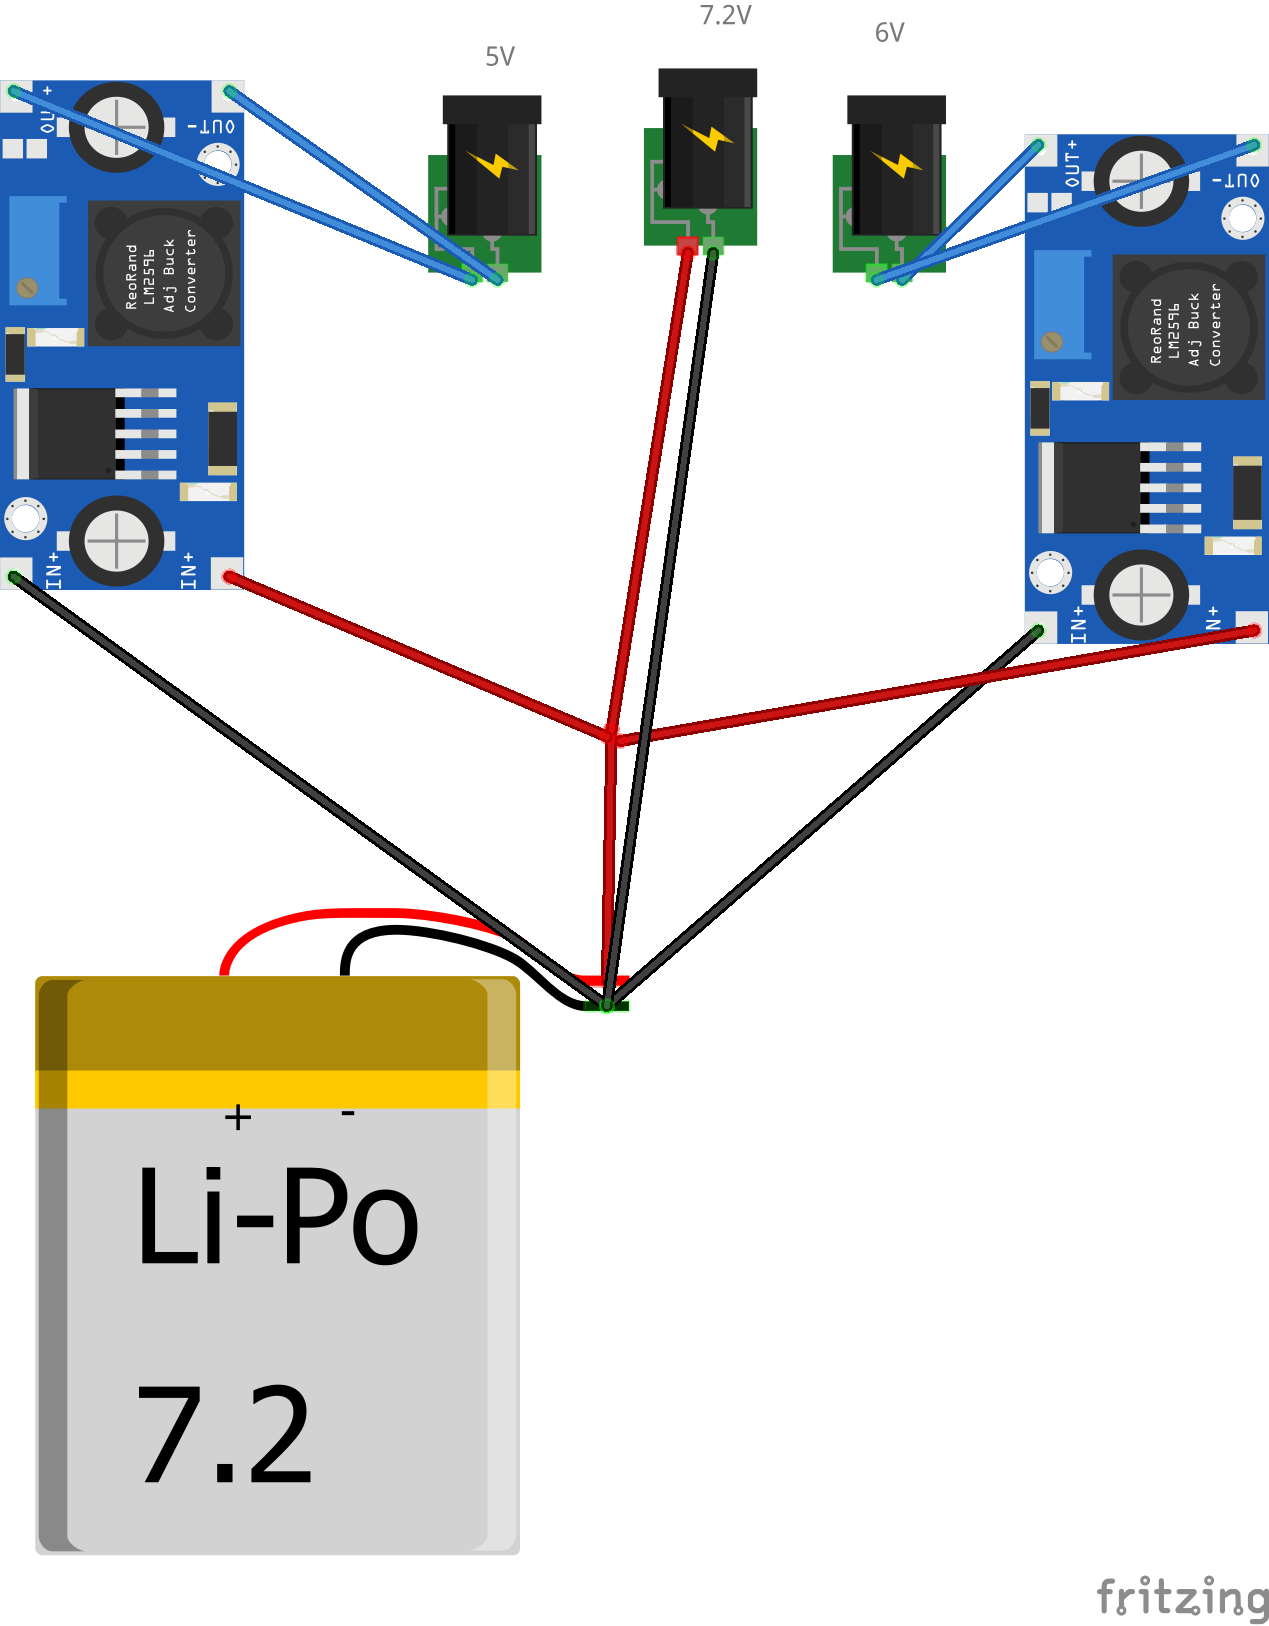 7.2V
6V
5V
OU +
OUT-
ReoRand
LM2596
Adj Buck
Converter
IN+
IN+
OUT+
OUT-
ReoRand
LM2596
Adj Buck
Converter
IN+
N+
+ -
Li-Po
7.2
fritzing